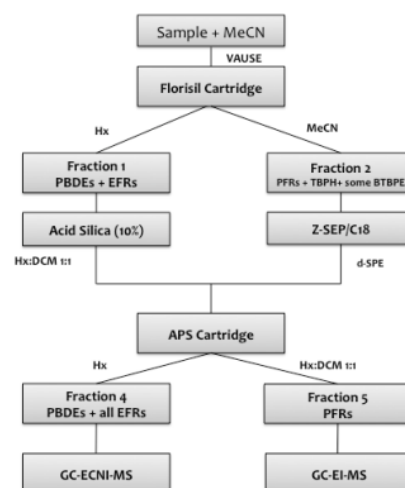 Sample + MeCN
VAUSE
Florisil Cartridge
Hx
MeCN
Fraction 1
PBDEs + EFRs
Fraction 2
PFRs + TBPH+ some BTBPE
Acid Silica (10%)
Z-SEP/C18
Hx:DCM 1:1
d-SPE
APS Cartridge
Hx
Hx:DCM 1:1
Fraction 4
PBDEs + all EFRs
Fraction 5
PFRs
GC-ECNI-MS
GC-EI-MS